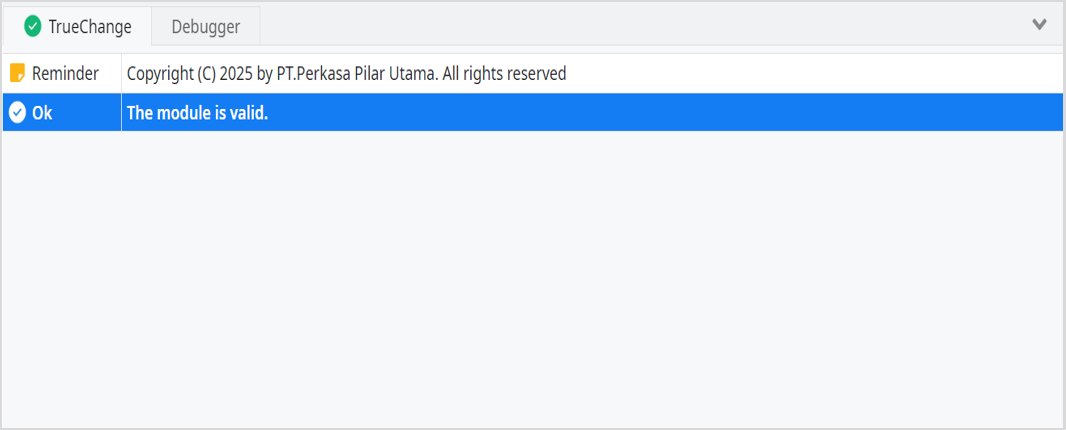 TrueChange Debugger
Reminder Copyright (C) 2025 by PT.Perkasa Pilar Utama. All rights reserved
Ok The module is valid.